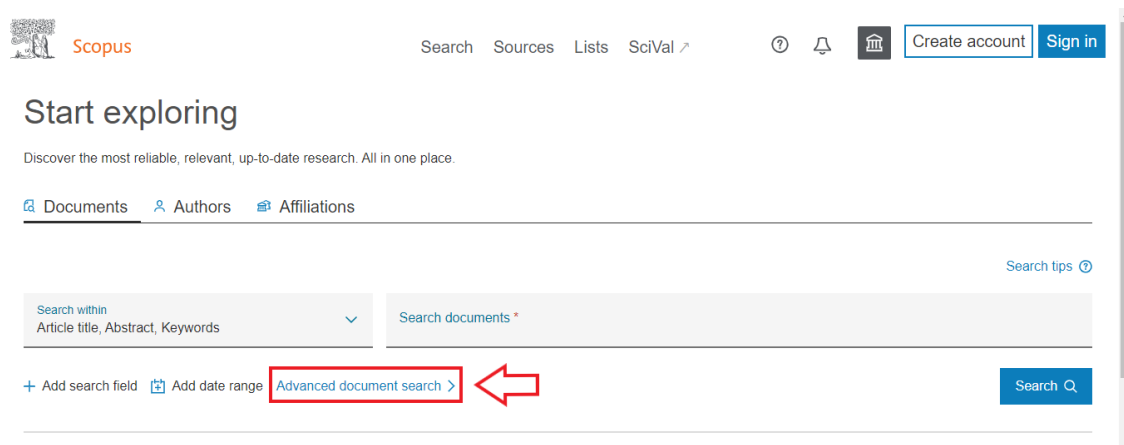 Scopus
Search Sources Lists SciVal ↗ Create account Sign in
Start exploring
Discover the most reliable, relevant, up-to-date research. All in one place.
Documents Authors Affiliations
Search tips
Search within
Article title, Abstract, Keywords
Search documents *
+ Add search field Add date range Advanced document search >
Search